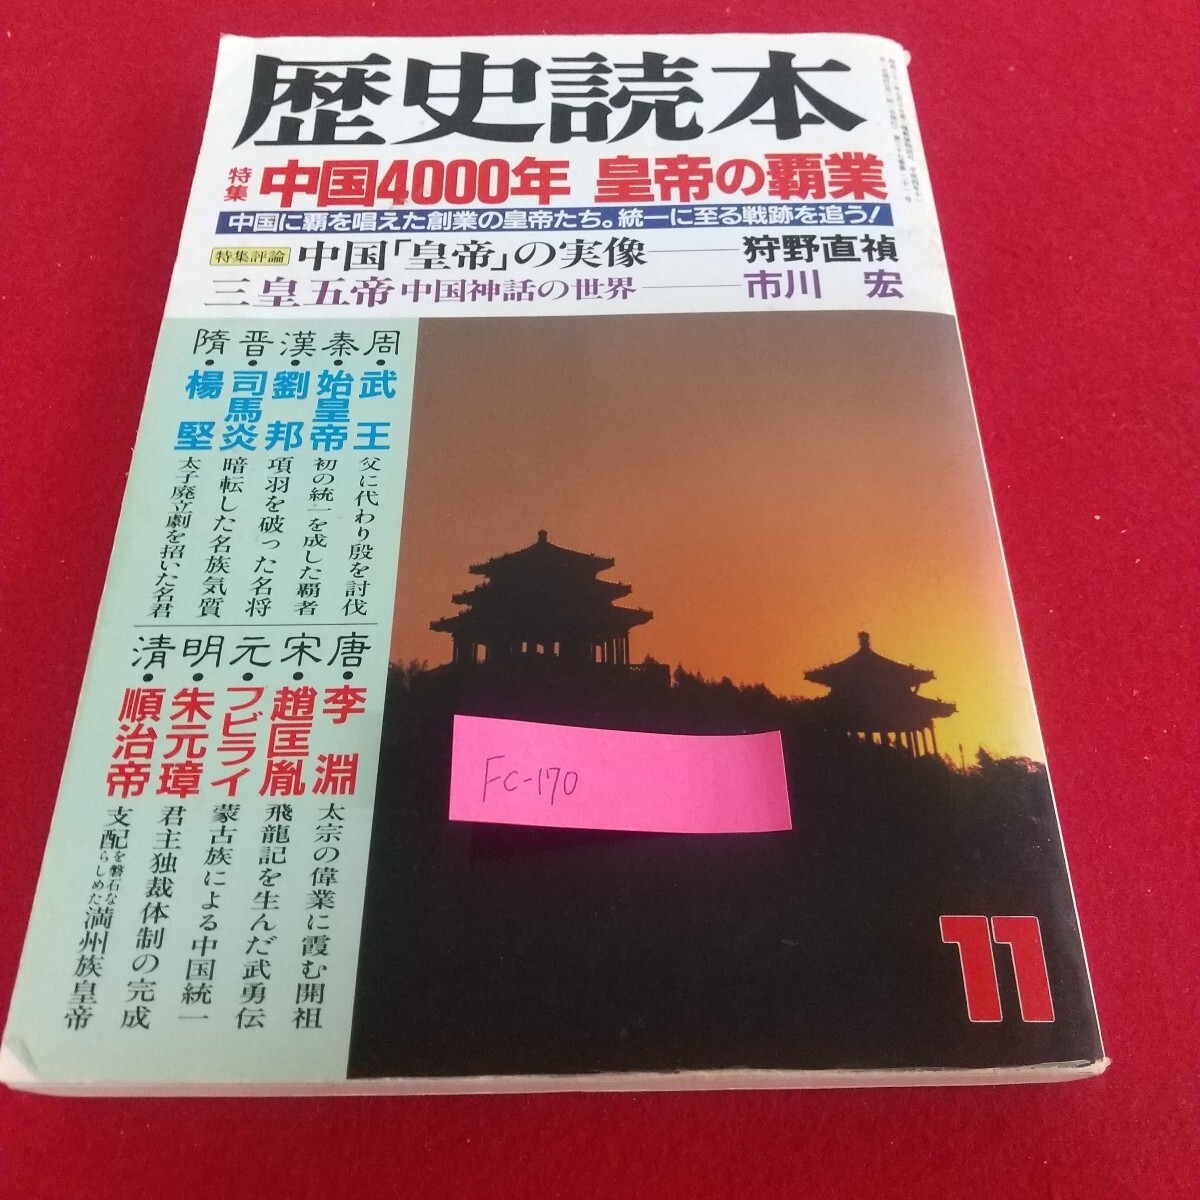 歴史読本
特集 中国4000年 皇帝の覇業
中国に覇を唱えた創業の皇帝たち。統一に至る戦跡を追う!
特集評論 中国「皇帝」の実像――狩野直禎
三皇五帝 中国神話の世界――市川 宏
周・武王 父に代わり殷を討伐
秦・始皇帝 初の統一を成した覇者
漢・劉邦 項羽を破った名将
晋・司馬炎 暗転した名族気質
隋・楊堅 太子廃立劇を招いた名君
唐・李淵 太宗の偉業に霞む開祖
宋・趙匡胤 飛龍記を生んだ武勇伝
元・フビライ 蒙古族による中国統一
明・朱元璋 君主独裁体制の完成
清・順治帝 支配を磐石ならしめた満州族皇帝
FC-170
11